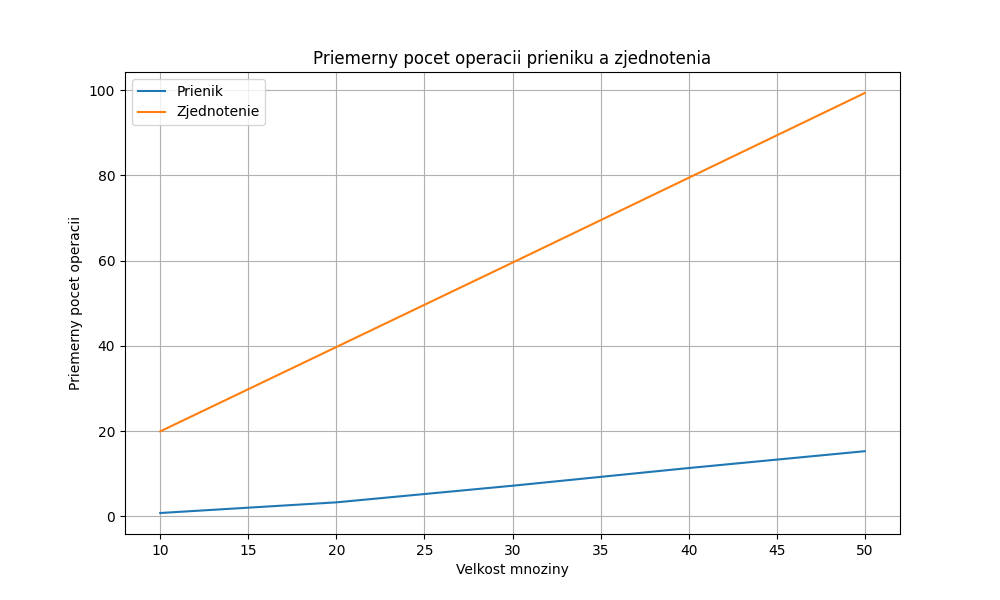 Priemerny pocet operacii prieniku a zjednotenia
Prienik
Zjednotenie
Priemerny pocet operacii
100
80
60
40
20
0
10 15 20 25 30 35 40 45 50
Velkost mnoziny